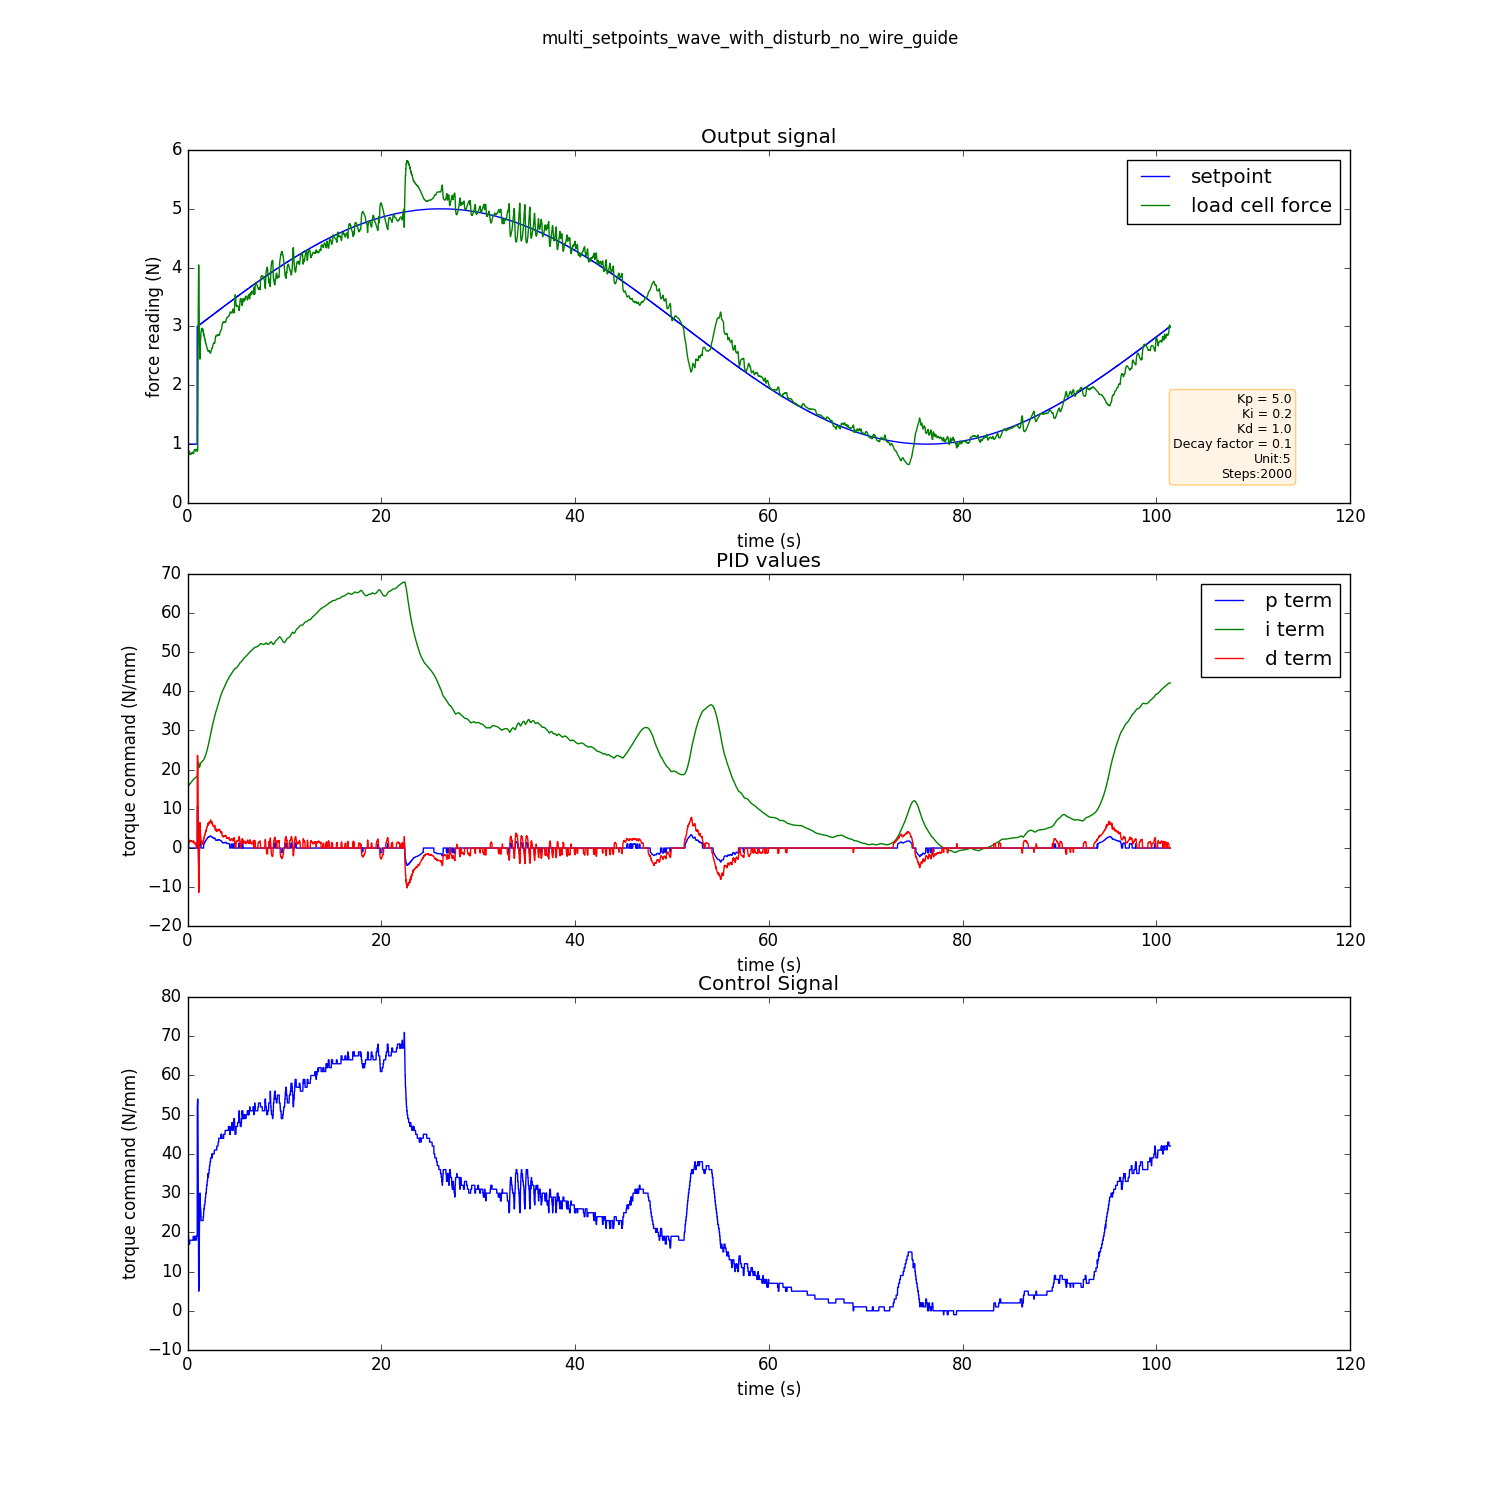 multi_setpoints_wave_with_disturb_no_wire_guide
Output signal
6
5
4
3
2
1
0
force reading (N)
setpoint
load cell force
Kp = 5.0
Ki = 0.2
Kd = 1.0
Decay factor = 0.1
Unit:5
Steps:2000
0 20 40 60 80 100 120
time (s)
PID values
70
60
50
40
30
20
10
0
−10
−20
torque command (N/mm)
p term
i term
d term
0 20 40 60 80 100 120
time (s)
Control Signal
80
70
60
50
40
30
20
10
0
−10
torque command (N/mm)
0 20 40 60 80 100 120
time (s)